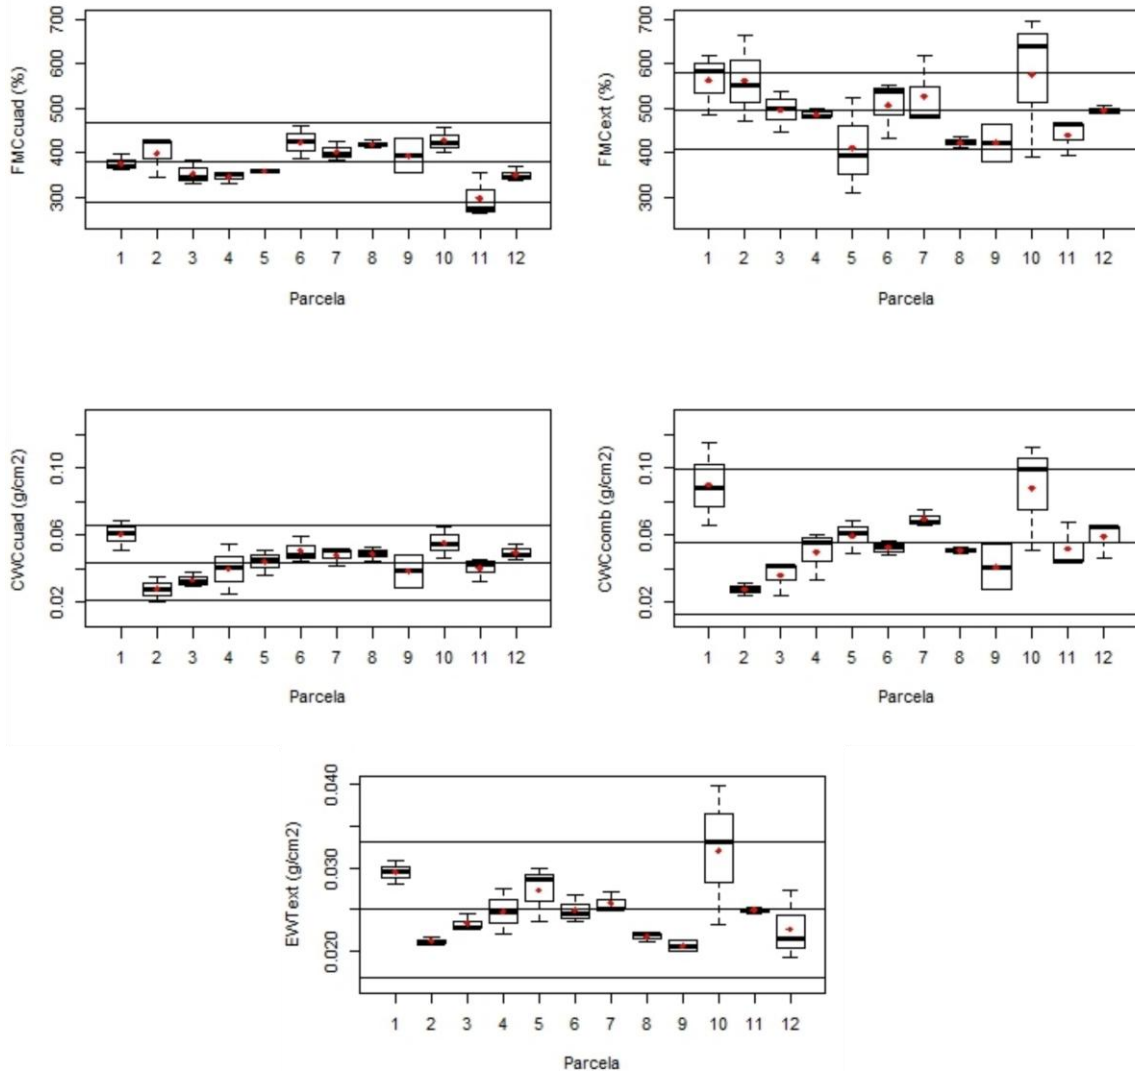 FMCcuad (%)
700
600
500
400
300
1 2 3 4 5 6 7 8 9 10 11 12
Parcela
FMCext (%)
700
600
500
400
300
1 2 3 4 5 6 7 8 9 10 11 12
Parcela
CWCcuad (g/cm2)
0.10
0.06
0.02
1 2 3 4 5 6 7 8 9 10 11 12
Parcela
CWCcomb (g/cm2)
0.10
0.06
0.02
1 2 3 4 5 6 7 8 9 10 11 12
Parcela
EWText (g/cm2)
0.040
0.030
0.020
1 2 3 4 5 6 7 8 9 10 11 12
Parcela